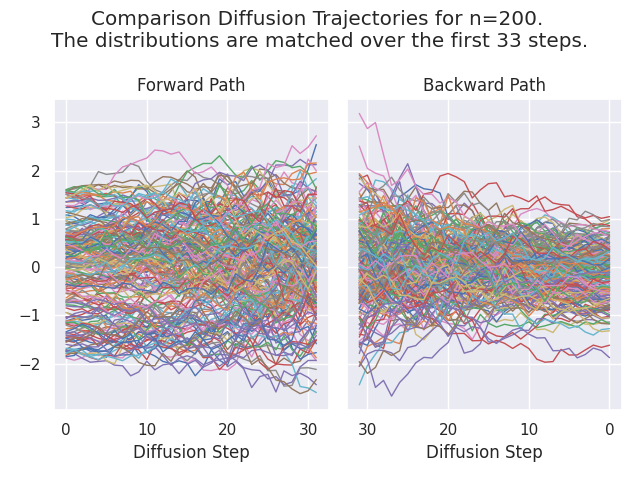 Comparison Diffusion Trajectories for n=200.
The distributions are matched over the first 33 steps.
Forward Path
Backward Path
3
2
1
0
−1
−2
0
10
20
30
30
20
10
0
Diffusion Step
Diffusion Step